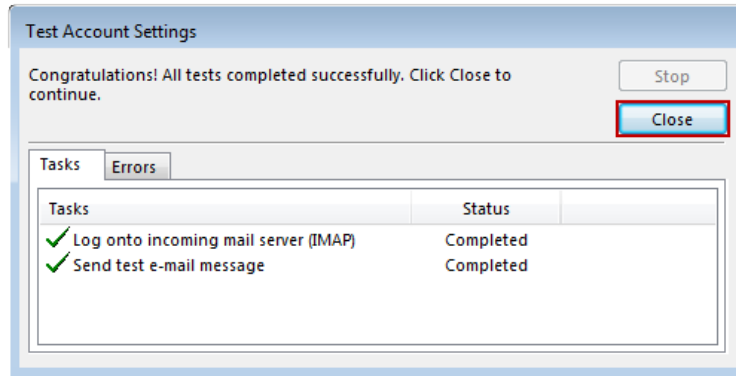 Test Account Settings
Congratulations! All tests completed successfully. Click Close to
continue.
Stop
Close
Tasks
Errors
Tasks Status
Log onto incoming mail server (IMAP) Completed
Send test e-mail message Completed